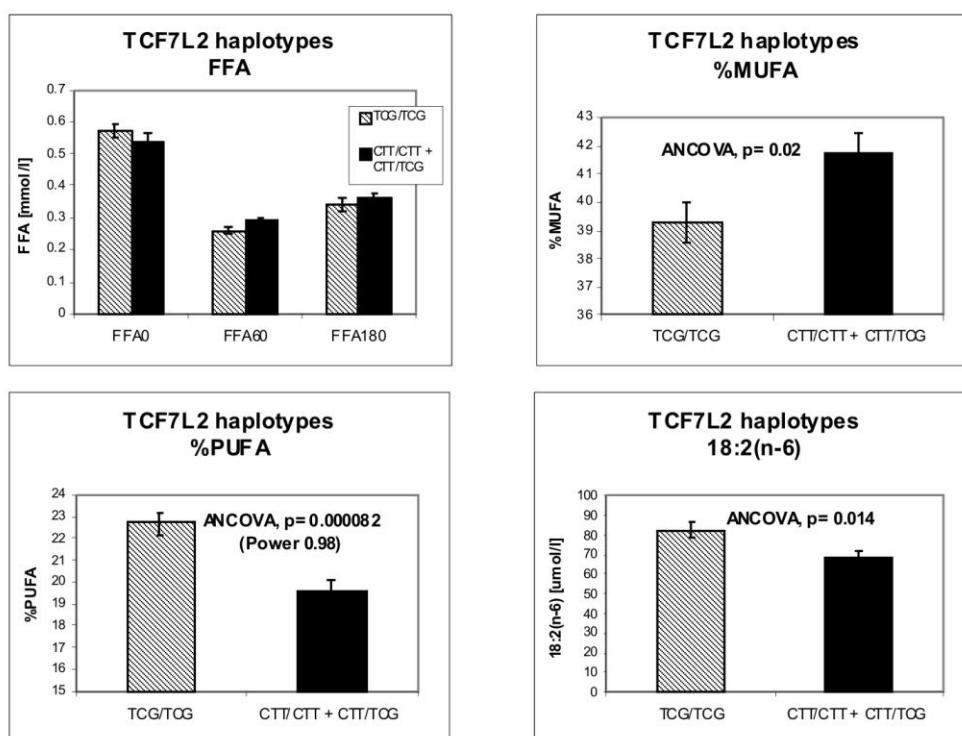 TCF7L2 haplotypes
FFA
FFA [mmol/l]
0.7
0.6
0.5
0.4
0.3
0.2
0.1
0
FFA0
FFA60
FFA180
TCG/TCG
CTT/CTT +
CTT/TCG
TCF7L2 haplotypes
%MUFA
%MUFA
43
42
41
40
39
38
37
36
ANCOVA, p= 0.02
TCG/TCG
CTT/CTT + CTT/TCG
TCF7L2 haplotypes
%PUFA
%PUFA
24
23
22
21
20
19
18
17
16
15
ANCOVA, p= 0.000082
(Power 0.98)
TCG/TCG
CTT/CTT + CTT/TCG
TCF7L2 haplotypes
18:2(n-6)
18:2(n-6) [umol/l]
100
90
80
70
60
50
40
30
20
10
0
ANCOVA, p= 0.014
TCG/TCG
CTT/CTT + CTT/TCG